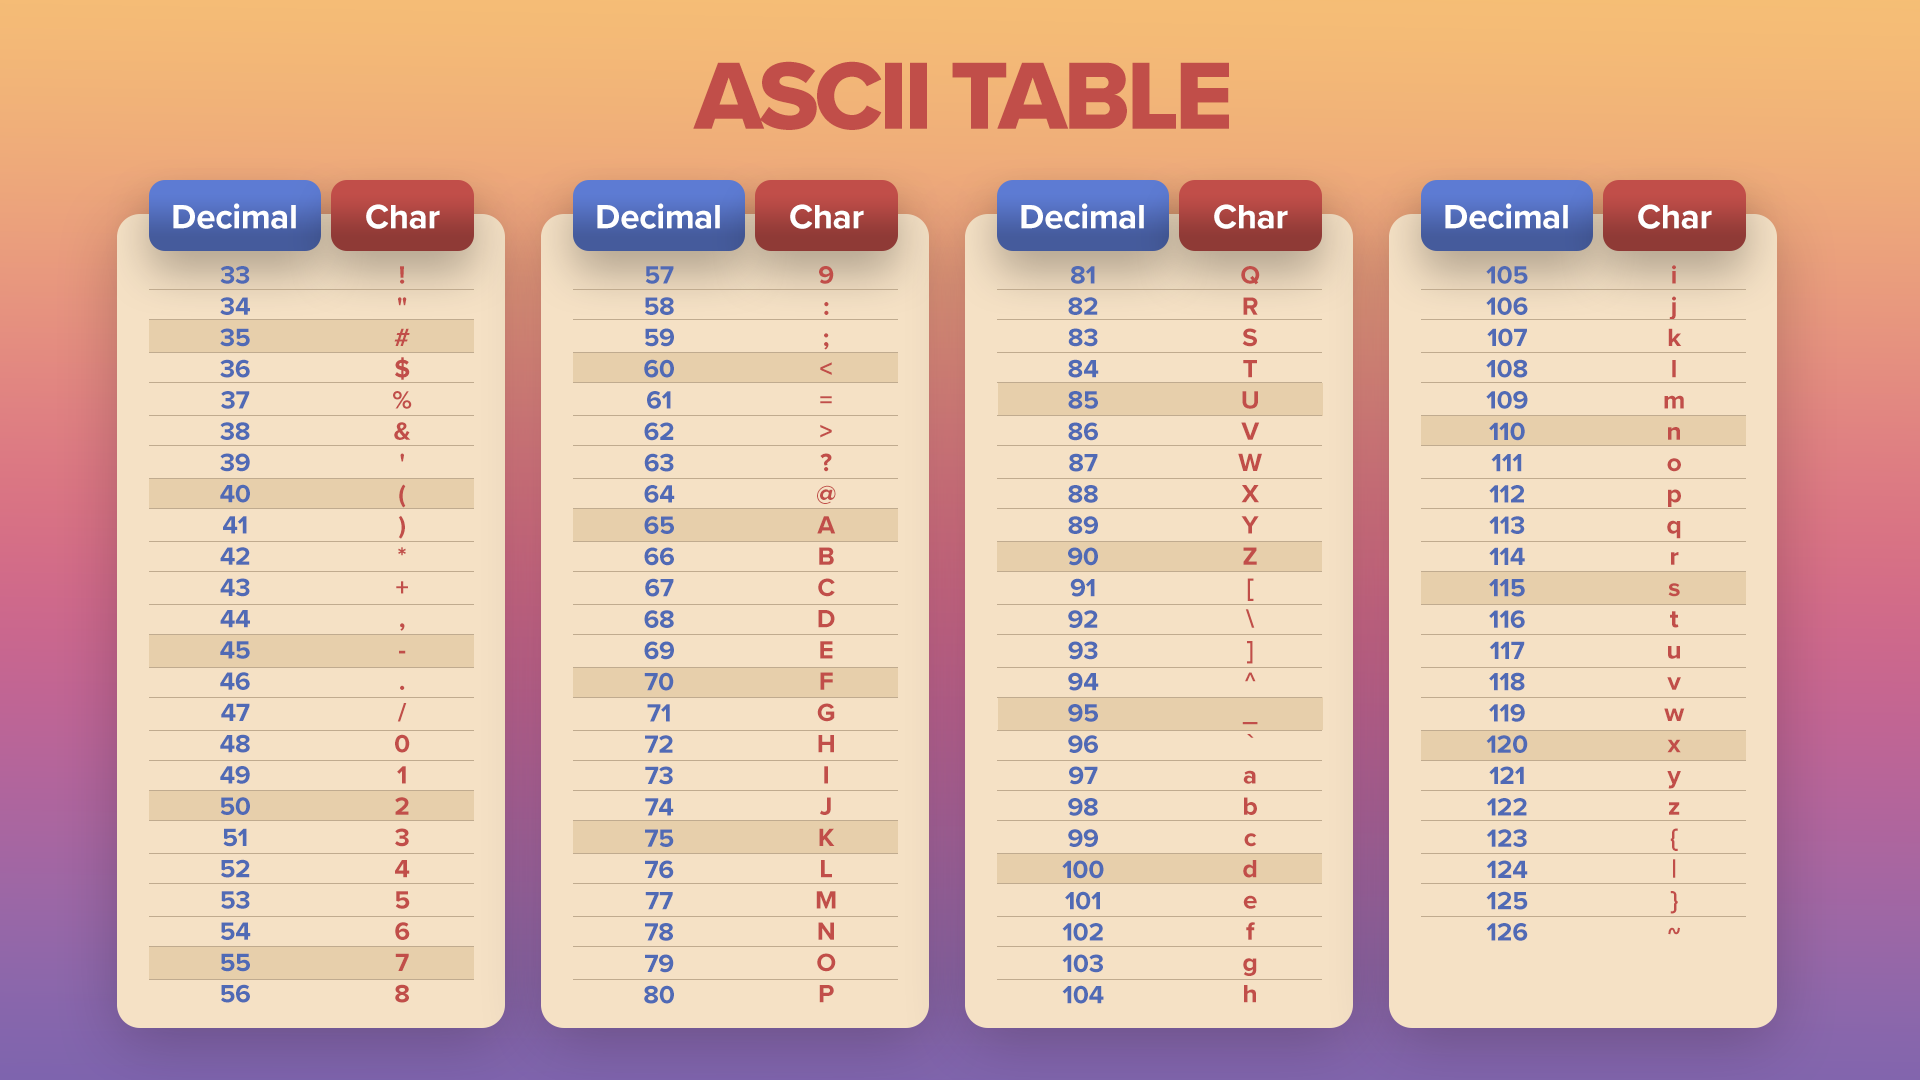 ASCII TABLE
Decimal Char
33 !
34 "
35 #
36 $
37 %
38 &
39 '
40 (
41 )
42 *
43 +
44 ,
45 -
46 .
47 /
48 0
49 1
50 2
51 3
52 4
53 5
54 6
55 7
56 8
Decimal Char
57 9
58 :
59 ;
60 <
61 =
62 >
63 ?
64 @
65 A
66 B
67 C
68 D
69 E
70 F
71 G
72 H
73 I
74 J
75 K
76 L
77 M
78 N
79 O
80 P
Decimal Char
81 Q
82 R
83 S
84 T
85 U
86 V
87 W
88 X
89 Y
90 Z
91 [
92 \
93 ]
94 ^
95 _
96 `
97 a
98 b
99 c
100 d
101 e
102 f
103 g
104 h
Decimal Char
105 i
106 j
107 k
108 l
109 m
110 n
111 o
112 p
113 q
114 r
115 s
116 t
117 u
118 v
119 w
120 x
121 y
122 z
123 {
124 |
125 }
126 ~